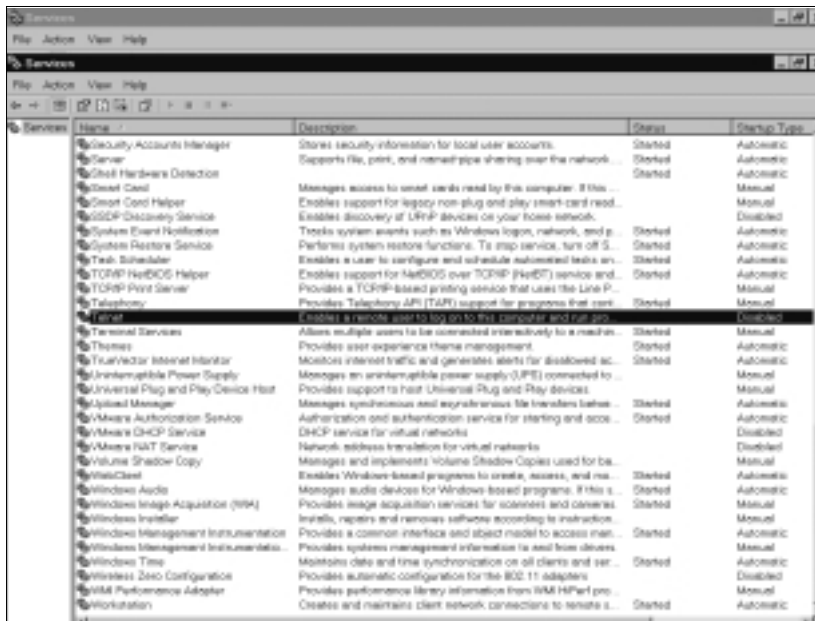 Services
File Action View Help
Services
File Action View Help
Services
Name Description Status Startup Type
Security Accounts Manager Stores security information for local user accounts. Started Automatic
Server Supports file, print, and named-pipe sharing over the network... Started Automatic
Shell Hardware Detection Started Automatic
Smart Card Manages access to smart cards read by this computer. If this ... Manual
Smart Card Helper Enables support for legacy non-plug and play smart-card read... Manual
SSDP Discovery Service Enables discovery of UPnP devices on your home network. Disabled
System Event Notification Tracks system events such as Windows logon, network, and p... Started Automatic
System Restore Service Performs system restore functions. To stop service, turn off S... Started Automatic
Task Scheduler Enables a user to configure and schedule automated tasks on... Started Automatic
TCP/IP NetBIOS Helper Enables support for NetBIOS over TCP/IP (NetBT) service and... Started Automatic
TCP/IP Print Server Provides a TCP/IP-based printing service that uses the Line P... Manual
Telephony Provides Telephony API (TAPI) support for programs that cont... Started Manual
Telnet Enables a remote user to log on to this computer and run pro... Disabled
Terminal Services Allows multiple users to be connected interactively to a machin... Started Manual
Themes Provides user experience theme management. Started Automatic
TrueVector Internet Monitor Monitors internet traffic and generates alerts for disallowed ac... Started Automatic
Uninterruptible Power Supply Manages an uninterruptible power supply (UPS) connected to ... Manual
Universal Plug and Play Device Host Provides support to host Universal Plug and Play devices. Manual
Upload Manager Manages synchronous and asynchronous file transfers betwe... Started Automatic
VMware Authorization Service Authorization and authentication service for starting and acce... Started Automatic
VMware DHCP Service DHCP service for virtual networks Disabled
VMware NAT Service Network address translation for virtual networks Disabled
Volume Shadow Copy Manages and implements Volume Shadow Copies used for ba... Manual
WebClient Enables Windows-based programs to create, access, and mo... Started Automatic
Windows Audio Manages audio devices for Windows-based programs. If this s... Started Automatic
Windows Image Acquisition (WIA) Provides image acquisition services for scanners and cameras. Started Manual
Windows Installer Installs, repairs and removes software according to instruction... Manual
Windows Management Instrumentation Provides a common interface and object model to access man... Started Automatic
Windows Management Instrumentatio... Provides systems management information to and from drivers. Manual
Windows Time Maintains date and time synchronization on all clients and ser... Started Automatic
Wireless Zero Configuration Provides automatic configuration for the 802.11 adapters Disabled
WMI Performance Adapter Provides performance library information from WMI HiPerf pro... Manual
Workstation Creates and maintains client network connections to remote s... Started Automatic